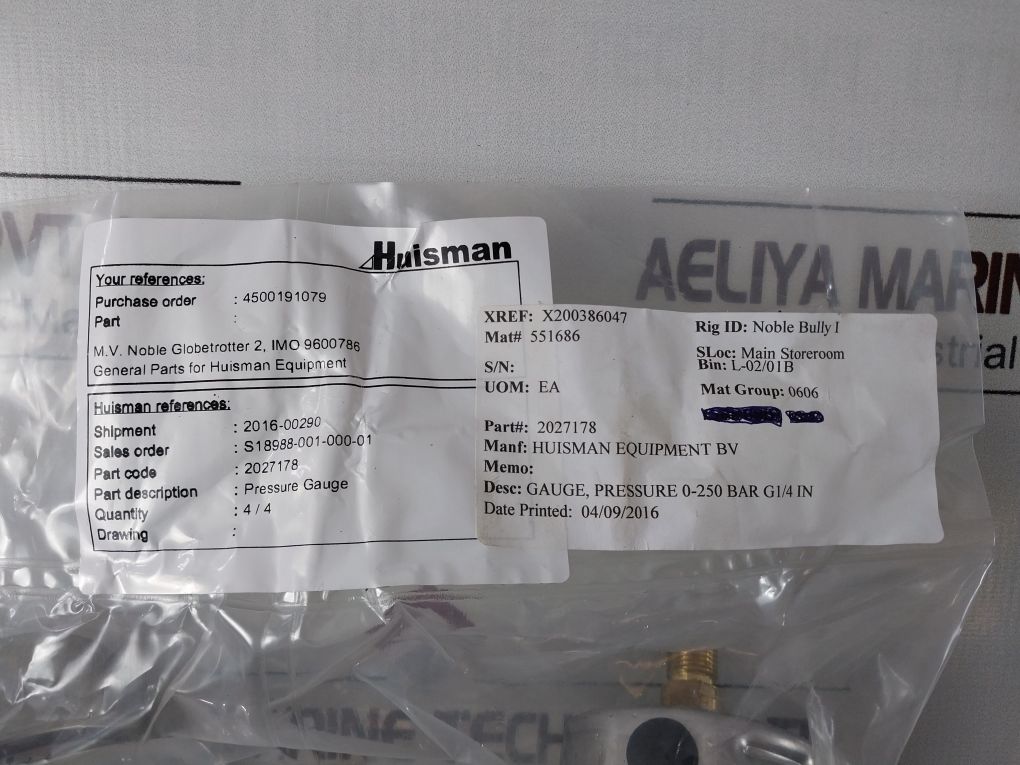 Huisman
Your references:
Purchase order : 4500191079
Part :
M.V. Noble Globetrotter 2, IMO 9600786
General Parts for Huisman Equipment
Huisman references:
Shipment : 2016-00290
Sales order : S18988-001-000-01
Part code : 2027178
Part description : Pressure Gauge
Quantity : 4 / 4
Drawing :
XREF: X200386047
Mat# 551686
S/N:
UOM: EA
Part#: 2027178
Manf: HUISMAN EQUIPMENT BV
Memo:
Desc: GAUGE, PRESSURE 0-250 BAR G1/4 IN
Date Printed: 04/09/2016
Rig ID: Noble Bully I
SLoc: Main Storeroom
Bin: L-02/01B
Mat Group: 0606
AELIYA MARIN
strial
RINE TECH